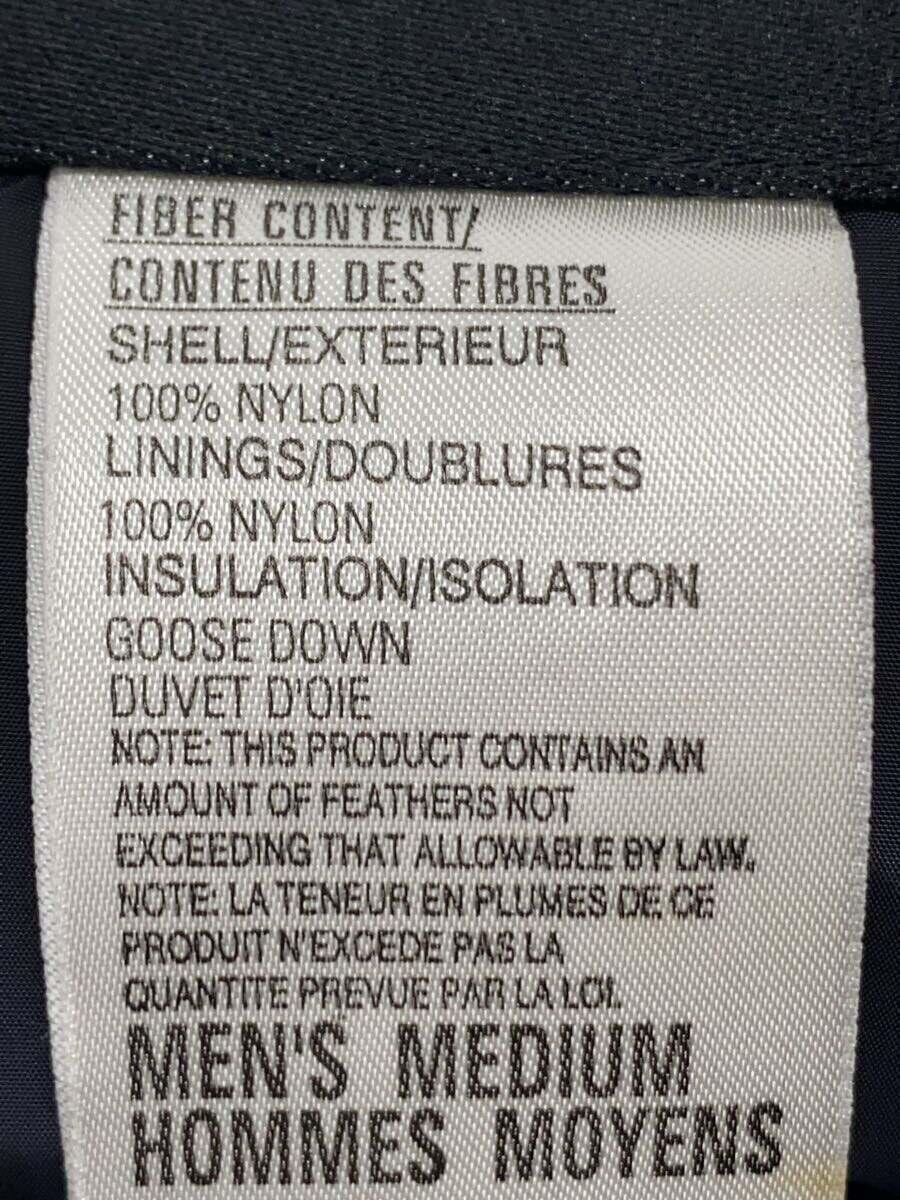 FIBER CONTENT/
CONTENU DES FIBRES
SHELL/EXTERIEUR
100% NYLON
LININGS/DOUBLURES
100% NYLON
INSULATION/ISOLATION
GOOSE DOWN
DUVET D'OIE
NOTE: THIS PRODUCT CONTAINS AN
AMOUNT OF FEATHERS NOT
EXCEEDING THAT ALLOWABLE BY LAW.
NOTE: LA TENEUR EN PLUMES DE CE
PRODUIT N'EXCEDE PAS LA
QUANTITE PREVUE PAR LA LOI.
MEN'S MEDIUM
HOMMES MOYENS